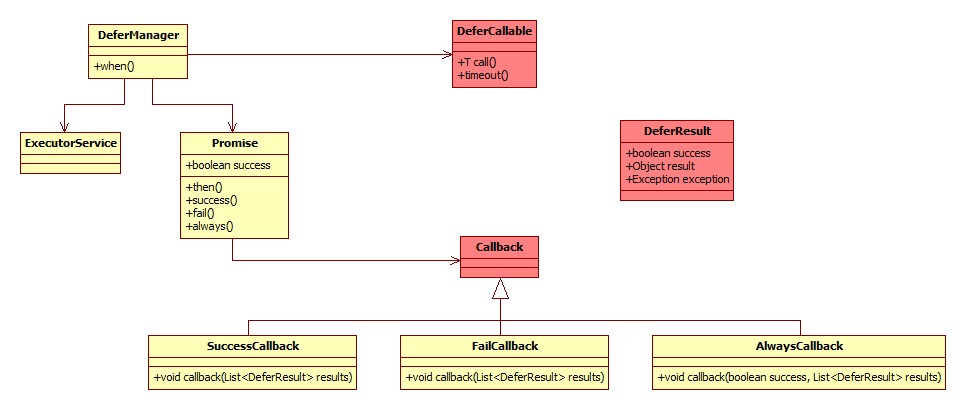 DeferManager
+when()
DeferCallable
+T call()
+timeout()
ExecutorService
Promise
+boolean success
+then()
+success()
+fail()
+always()
DeferResult
+boolean success
+Object result
+Exception exception
Callback
SuccessCallback
+void callback(List<DeferResult> results)
FailCallback
+void callback(List<DeferResult> results)
AlwaysCallback
+void callback(boolean success, List<DeferResult> results)